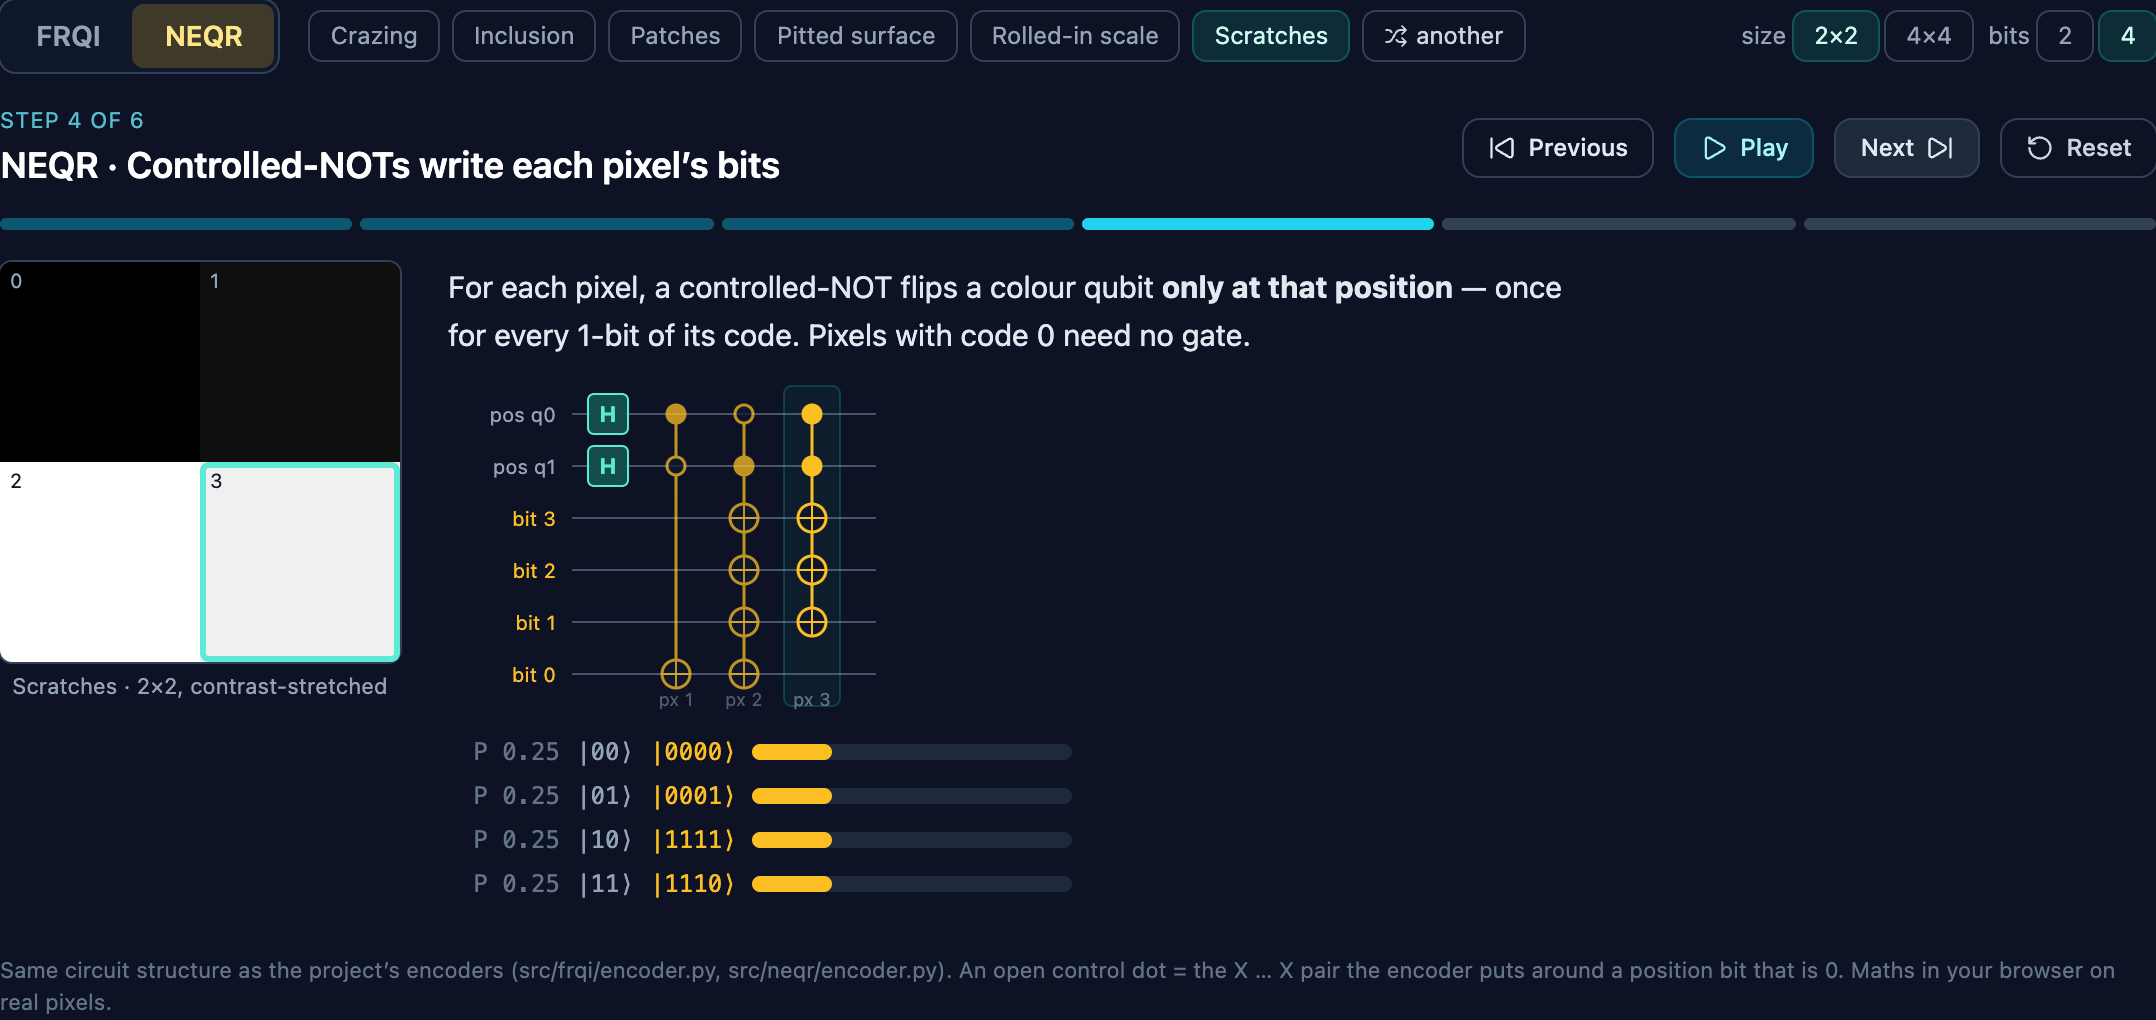 FRQI NEQR Crazing Inclusion Patches Pitted surface Rolled-in scale Scratches another size 2×2 4×4 bits 2 4
STEP 4 OF 6
NEQR · Controlled-NOTs write each pixel’s bits
Previous Play Next Reset
0 1
2 3
Scratches · 2×2, contrast-stretched
For each pixel, a controlled-NOT flips a colour qubit only at that position — once
for every 1-bit of its code. Pixels with code 0 need no gate.
pos q0 H
pos q1 H
bit 3
bit 2
bit 1
bit 0
px 1 px 2 px 3
P 0.25 |00⟩ |0000⟩
P 0.25 |01⟩ |0001⟩
P 0.25 |10⟩ |1111⟩
P 0.25 |11⟩ |1110⟩
Same circuit structure as the project’s encoders (src/frqi/encoder.py, src/neqr/encoder.py). An open control dot = the X … X pair the encoder puts around a position bit that is 0. Maths in your browser on
real pixels.